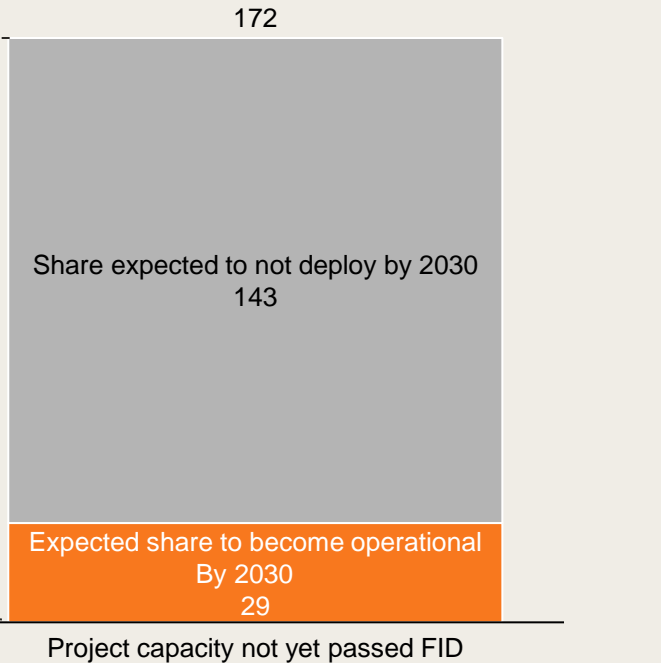 172
Share expected to not deploy by 2030
143
Expected share to become operational
By 2030
29
Project capacity not yet passed FID